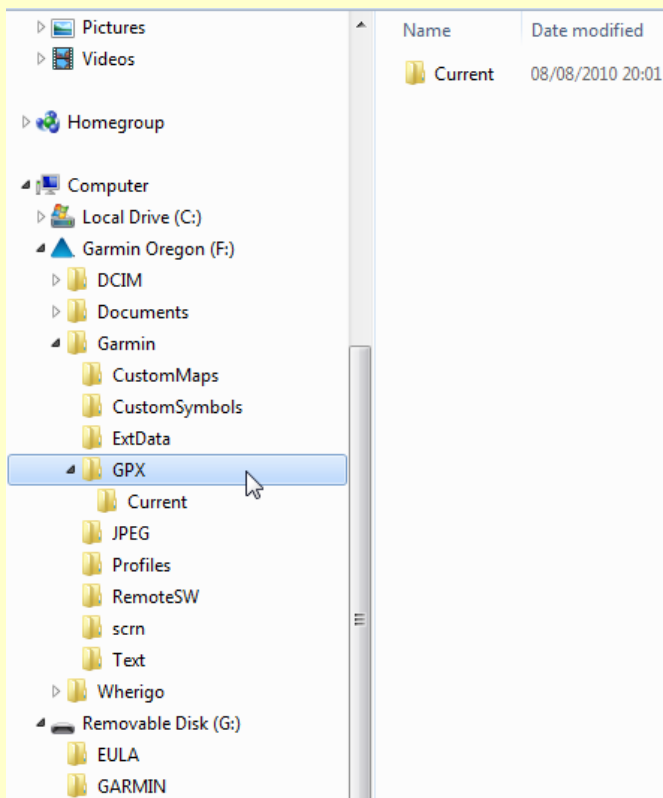 Pictures
Videos
Homegroup
Computer
Local Drive (C:)
Garmin Oregon (F:)
DCIM
Documents
Garmin
CustomMaps
CustomSymbols
ExtData
GPX
Current
JPEG
Profiles
RemoteSW
scrn
Text
Wherigo
Removable Disk (G:)
EULA
GARMIN
Name Date modified
Current 08/08/2010 20:01